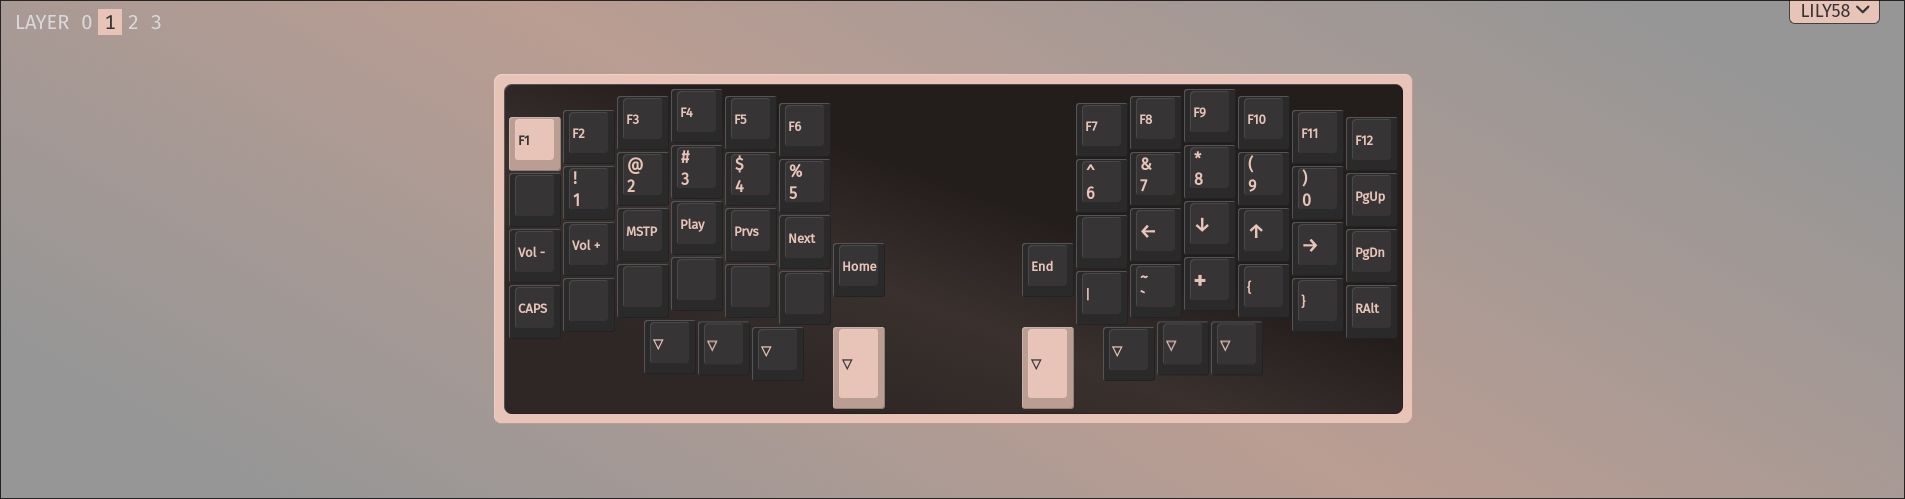 LAYER 0 1 2 3
LILY58
F1 F2 F3 F4 F5 F6 F7 F8 F9 F10 F11 F12
! @ # $ % ^ & * ( )
1 2 3 4 5 6 7 8 9 0 PgUp
Vol - Vol + MSTP Play Prvs Next ← ↓ ↑ → PgDn
Home End
CAPS | ~ + { } RAlt
`
▽ ▽ ▽ ▽ ▽ ▽ ▽ ▽